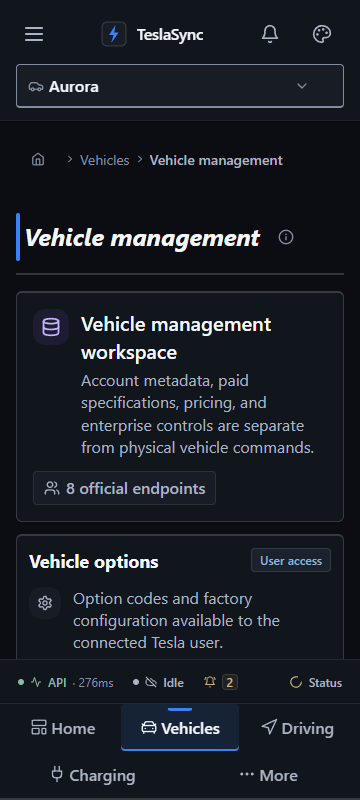 TeslaSync
Aurora
Vehicles
Vehicle management
Vehicle management
Vehicle management
workspace
Account metadata, paid
specifications, pricing, and
enterprise controls are separate
from physical vehicle commands.
8 official endpoints
Vehicle options
User access
Option codes and factory
configuration available to the
connected Tesla user.
API · 276ms
Idle
2
Status
Home
Vehicles
Driving
Charging
More